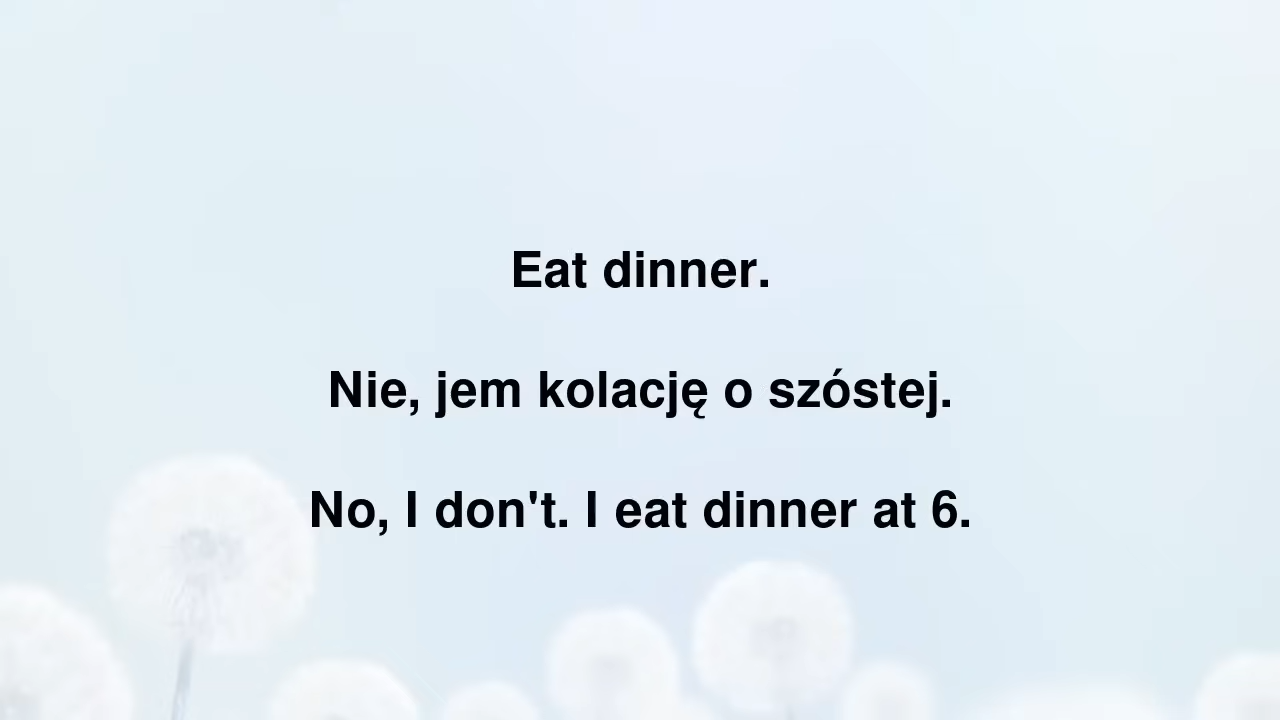 Eat dinner.
Nie, jem kolację o szóstej.
No, I don't. I eat dinner at 6.